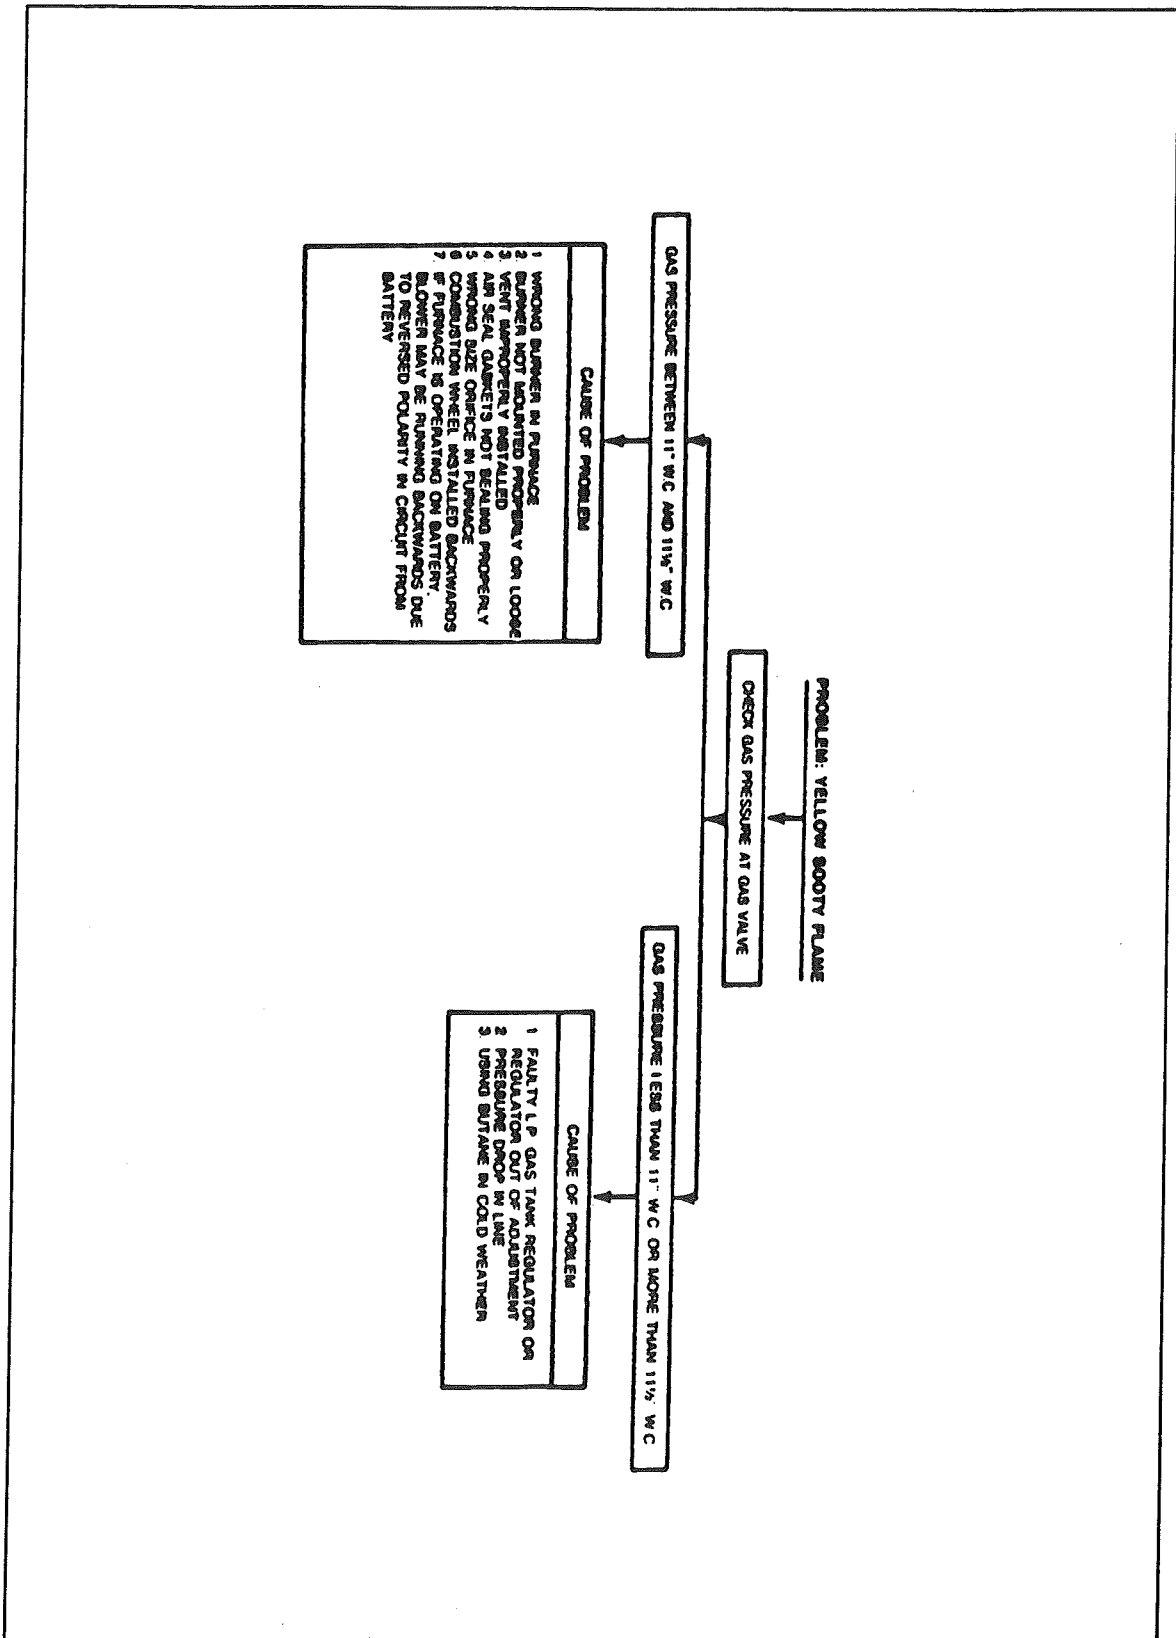 PROBLEM: YELLOW SOOTY FLAME
CHECK GAS PRESSURE AT GAS VALVE
GAS PRESSURE BETWEEN 11" W.C AND 11½" W.C
CAUSE OF PROBLEM
1 WRONG BURNER IN FURNACE
2. BURNER NOT MOUNTED PROPERLY OR LOOSE
3. VENT IMPROPERLY INSTALLED
4. AIR SEAL GASKETS NOT SEALING PROPERLY
5 WRONG SIZE ORIFICE IN FURNACE
6 COMBUSTION WHEEL INSTALLED BACKWARDS
7. IF FURNACE IS OPERATING ON BATTERY,
BLOWER MAY BE RUNNING BACKWARDS DUE
TO REVERSED POLARITY IN CIRCUIT FROM
BATTERY
GAS PRESSURE LESS THAN 11" W C OR MORE THAN 11½" W C
CAUSE OF PROBLEM
1 FAULTY L P GAS TANK REGULATOR OR
REGULATOR OUT OF ADJUSTMENT
2 PRESSURE DROP IN LINE
3. USING BUTANE IN COLD WEATHER